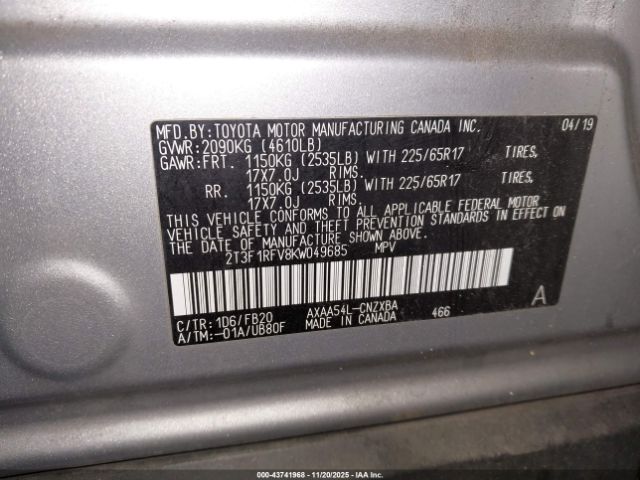 MFD.BY:TOYOTA MOTOR MANUFACTURING CANADA INC. 04/19
GVWR:2090KG (4610LB)
GAWR:FRT. 1150KG (2535LB) WITH 225/65R17 TIRES,
17X7.0J RIMS.
RR. 1150KG (2535LB) WITH 225/65R17 TIRES,
17X7.0J RIMS.
THIS VEHICLE CONFORMS TO ALL APPLICABLE FEDERAL MOTOR
VEHICLE SAFETY AND THEFT PREVENTION STANDARDS IN EFFECT ON
THE DATE OF MANUFACTURE SHOWN ABOVE.
2T3F1RFV8KW049685 MPV
C/TR:1D6/FB20 AXAA54L-CNZXBA 466 A
A/TM:-01A/UB80F MADE IN CANADA
000-43741968 - 11/20/2025 - IAAI.COM